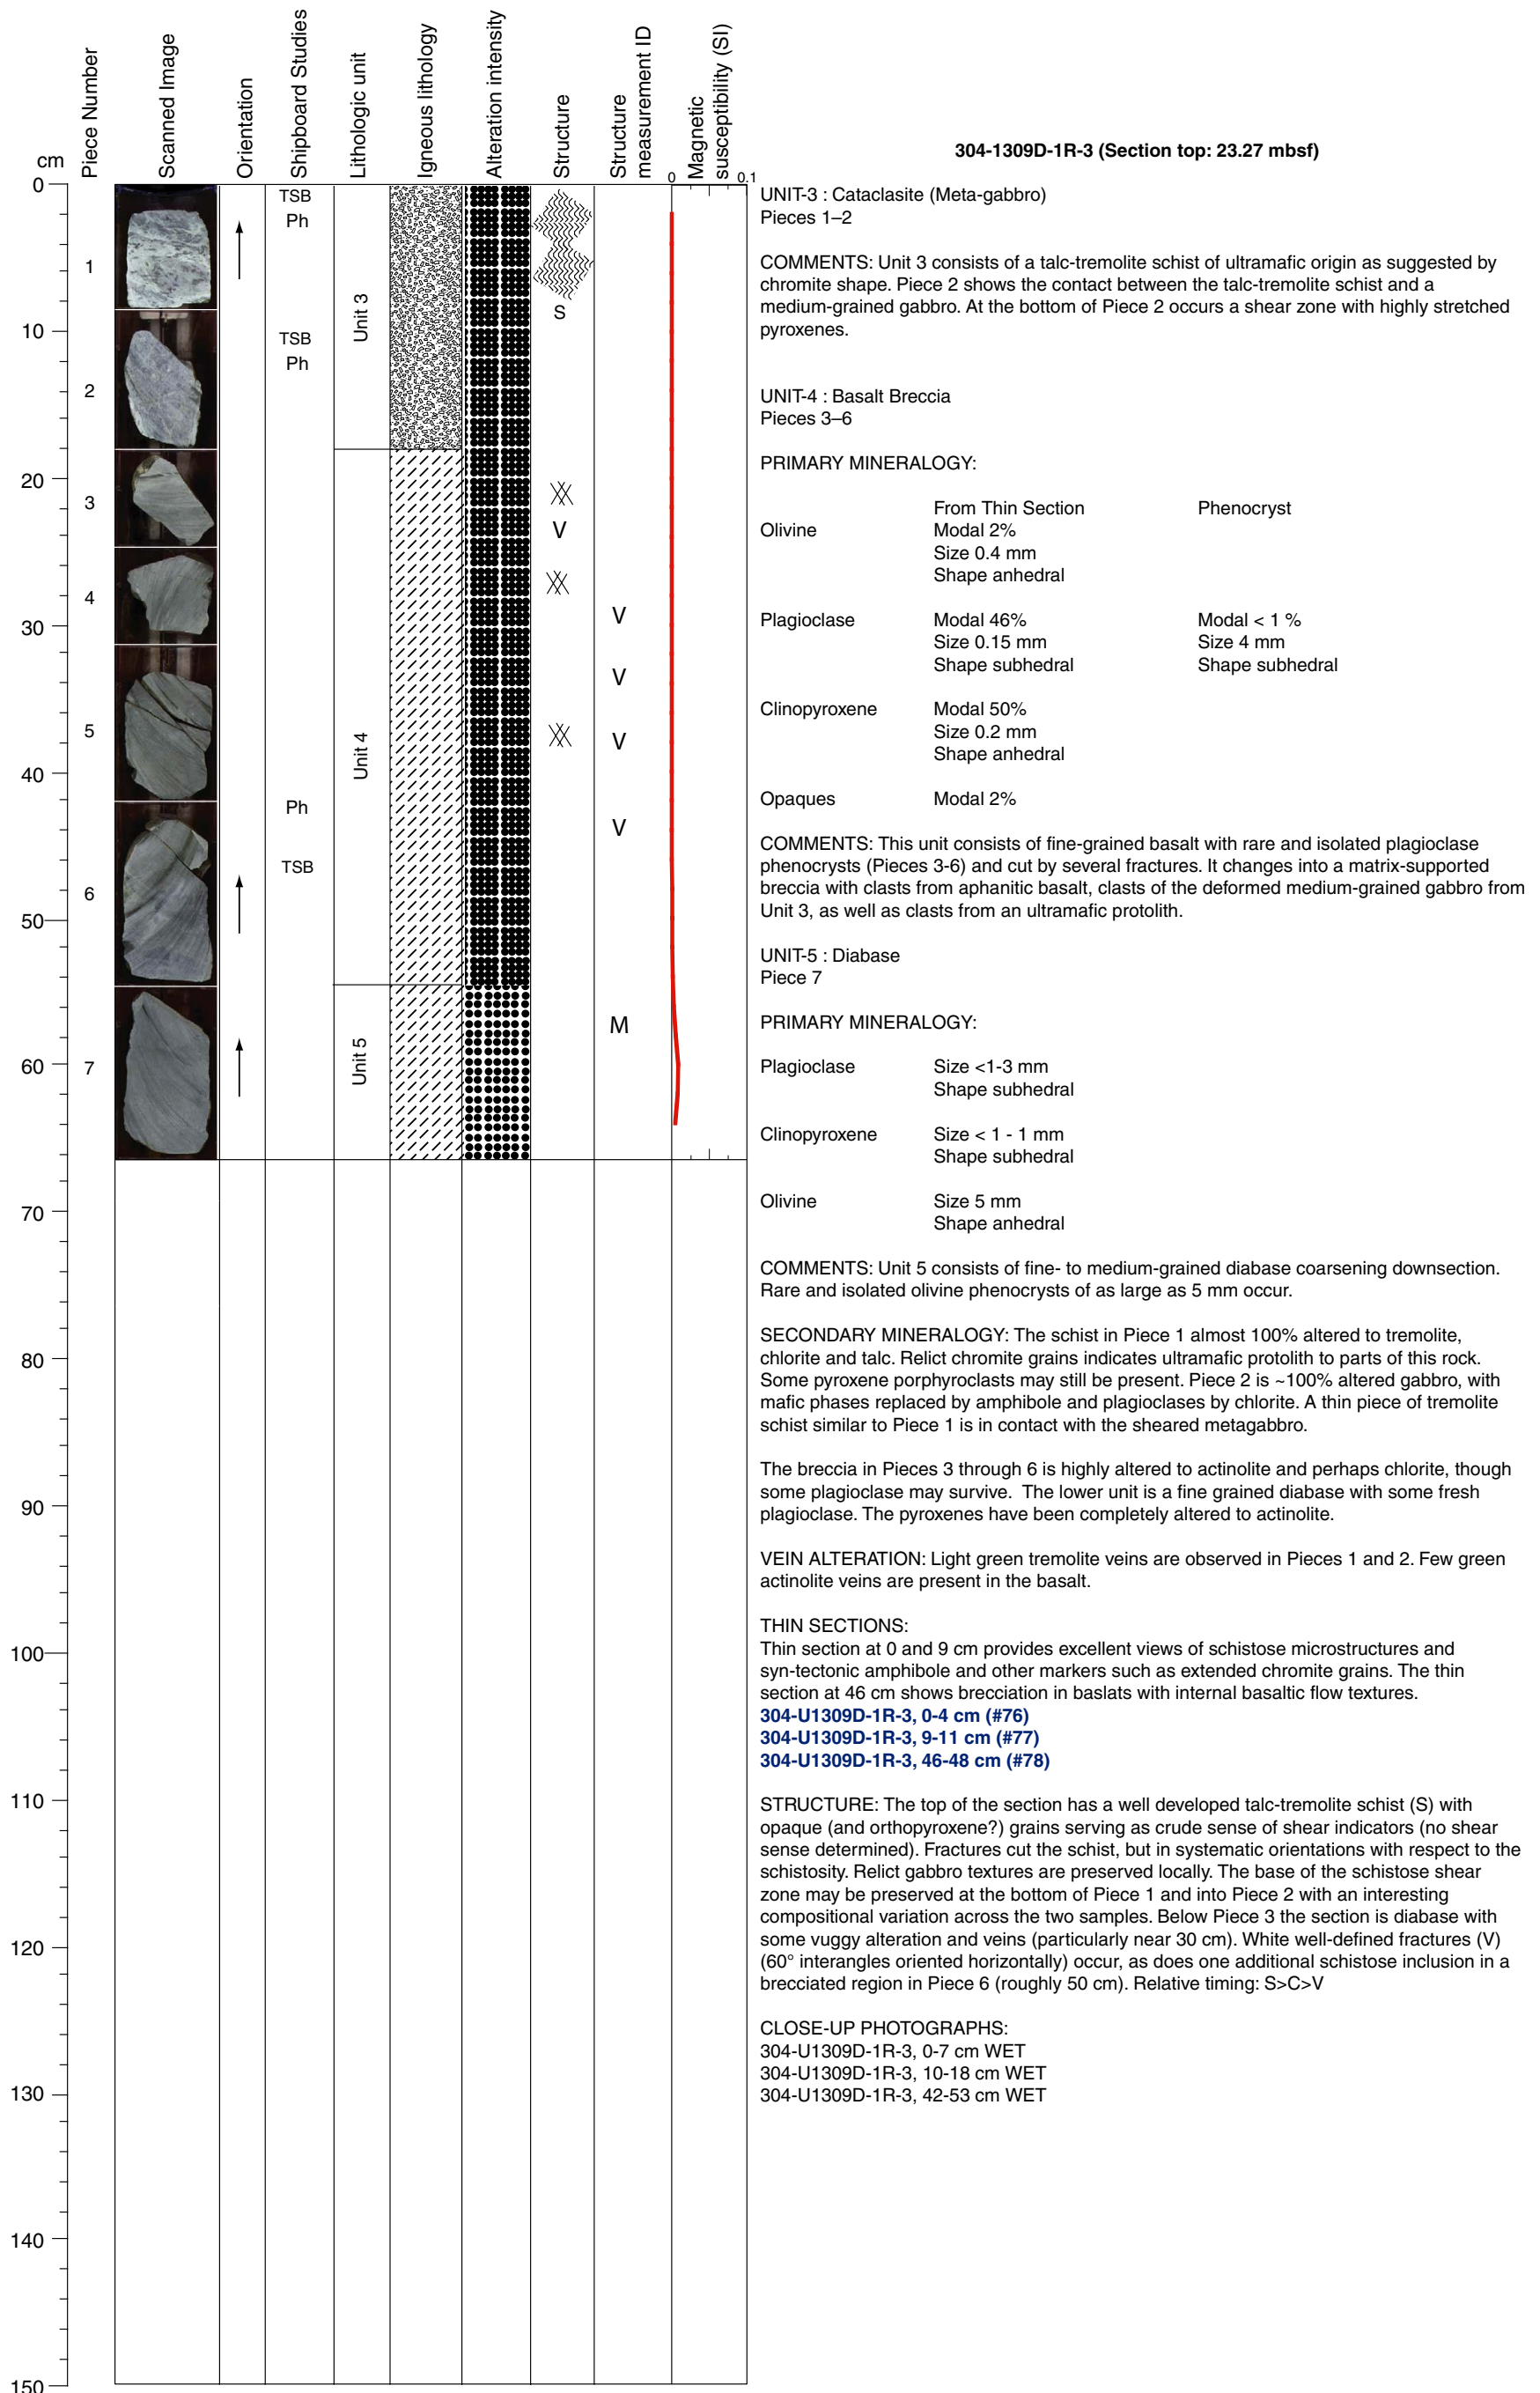 cm
Piece Number
Scanned Image
Orientation
Shipboard Studies
Lithologic unit
Igneous lithology
Alteration intensity
Structure
Structure
measurement ID
Magnetic
susceptibility (SI)
0 0.1
0
10
20
30
40
50
60
70
80
90
100
110
120
130
140
150
1
2
3
4
5
6
7
TSB
Ph
TSB
Ph
Ph
TSB
Unit 3
Unit 4
Unit 5
S
V
V
V
V
V
M
304-1309D-1R-3 (Section top: 23.27 mbsf)
UNIT-3 : Cataclasite (Meta-gabbro)
Pieces 1–2
COMMENTS: Unit 3 consists of a talc-tremolite schist of ultramafic origin as suggested by
chromite shape. Piece 2 shows the contact between the talc-tremolite schist and a
medium-grained gabbro. At the bottom of Piece 2 occurs a shear zone with highly stretched
pyroxenes.
UNIT-4 : Basalt Breccia
Pieces 3–6
PRIMARY MINERALOGY:
From Thin Section Phenocryst
Olivine Modal 2%
Size 0.4 mm
Shape anhedral
Plagioclase Modal 46% Modal < 1 %
Size 0.15 mm Size 4 mm
Shape subhedral Shape subhedral
Clinopyroxene Modal 50%
Size 0.2 mm
Shape anhedral
Opaques Modal 2%
COMMENTS: This unit consists of fine-grained basalt with rare and isolated plagioclase
phenocrysts (Pieces 3-6) and cut by several fractures. It changes into a matrix-supported
breccia with clasts from aphanitic basalt, clasts of the deformed medium-grained gabbro from
Unit 3, as well as clasts from an ultramafic protolith.
UNIT-5 : Diabase
Piece 7
PRIMARY MINERALOGY:
Plagioclase Size <1-3 mm
Shape subhedral
Clinopyroxene Size < 1 - 1 mm
Shape subhedral
Olivine Size 5 mm
Shape anhedral
COMMENTS: Unit 5 consists of fine- to medium-grained diabase coarsening downsection.
Rare and isolated olivine phenocrysts of as large as 5 mm occur.
SECONDARY MINERALOGY: The schist in Piece 1 almost 100% altered to tremolite,
chlorite and talc. Relict chromite grains indicates ultramafic protolith to parts of this rock.
Some pyroxene porphyroclasts may still be present. Piece 2 is ~100% altered gabbro, with
mafic phases replaced by amphibole and plagioclases by chlorite. A thin piece of tremolite
schist similar to Piece 1 is in contact with the sheared metagabbro.
The breccia in Pieces 3 through 6 is highly altered to actinolite and perhaps chlorite, though
some plagioclase may survive. The lower unit is a fine grained diabase with some fresh
plagioclase. The pyroxenes have been completely altered to actinolite.
VEIN ALTERATION: Light green tremolite veins are observed in Pieces 1 and 2. Few green
actinolite veins are present in the basalt.
THIN SECTIONS:
Thin section at 0 and 9 cm provides excellent views of schistose microstructures and
syn-tectonic amphibole and other markers such as extended chromite grains. The thin
section at 46 cm shows brecciation in baslats with internal basaltic flow textures.
304-U1309D-1R-3, 0-4 cm (#76)
304-U1309D-1R-3, 9-11 cm (#77)
304-U1309D-1R-3, 46-48 cm (#78)
STRUCTURE: The top of the section has a well developed talc-tremolite schist (S) with
opaque (and orthopyroxene?) grains serving as crude sense of shear indicators (no shear
sense determined). Fractures cut the schist, but in systematic orientations with respect to the
schistosity. Relict gabbro textures are preserved locally. The base of the schistose shear
zone may be preserved at the bottom of Piece 1 and into Piece 2 with an interesting
compositional variation across the two samples. Below Piece 3 the section is diabase with
some vuggy alteration and veins (particularly near 30 cm). White well-defined fractures (V)
(60° interangles oriented horizontally) occur, as does one additional schistose inclusion in a
brecciated region in Piece 6 (roughly 50 cm). Relative timing: S>C>V
CLOSE-UP PHOTOGRAPHS:
304-U1309D-1R-3, 0-7 cm WET
304-U1309D-1R-3, 10-18 cm WET
304-U1309D-1R-3, 42-53 cm WET